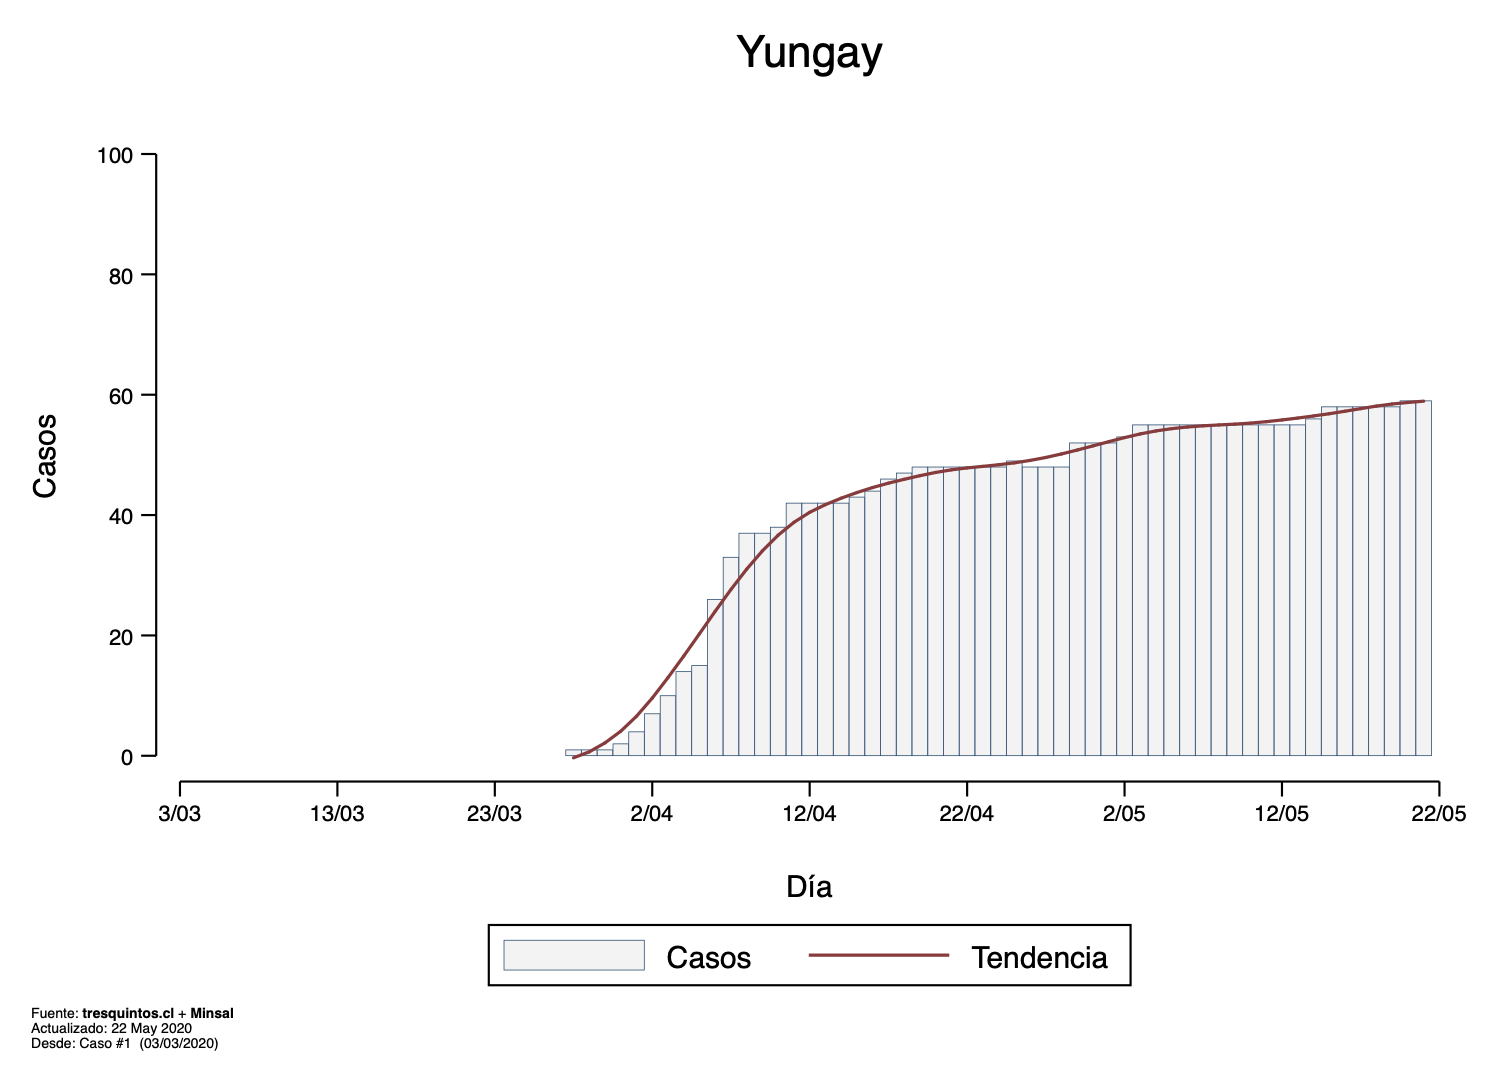 Yungay
100
80
60
40
20
0
Casos
3/03 13/03 23/03 2/04 12/04 22/04 2/05 12/05 22/05
Día
Casos Tendencia
Fuente: tresquintos.cl + Minsal
Actualizado: 22 May 2020
Desde: Caso #1 (03/03/2020)